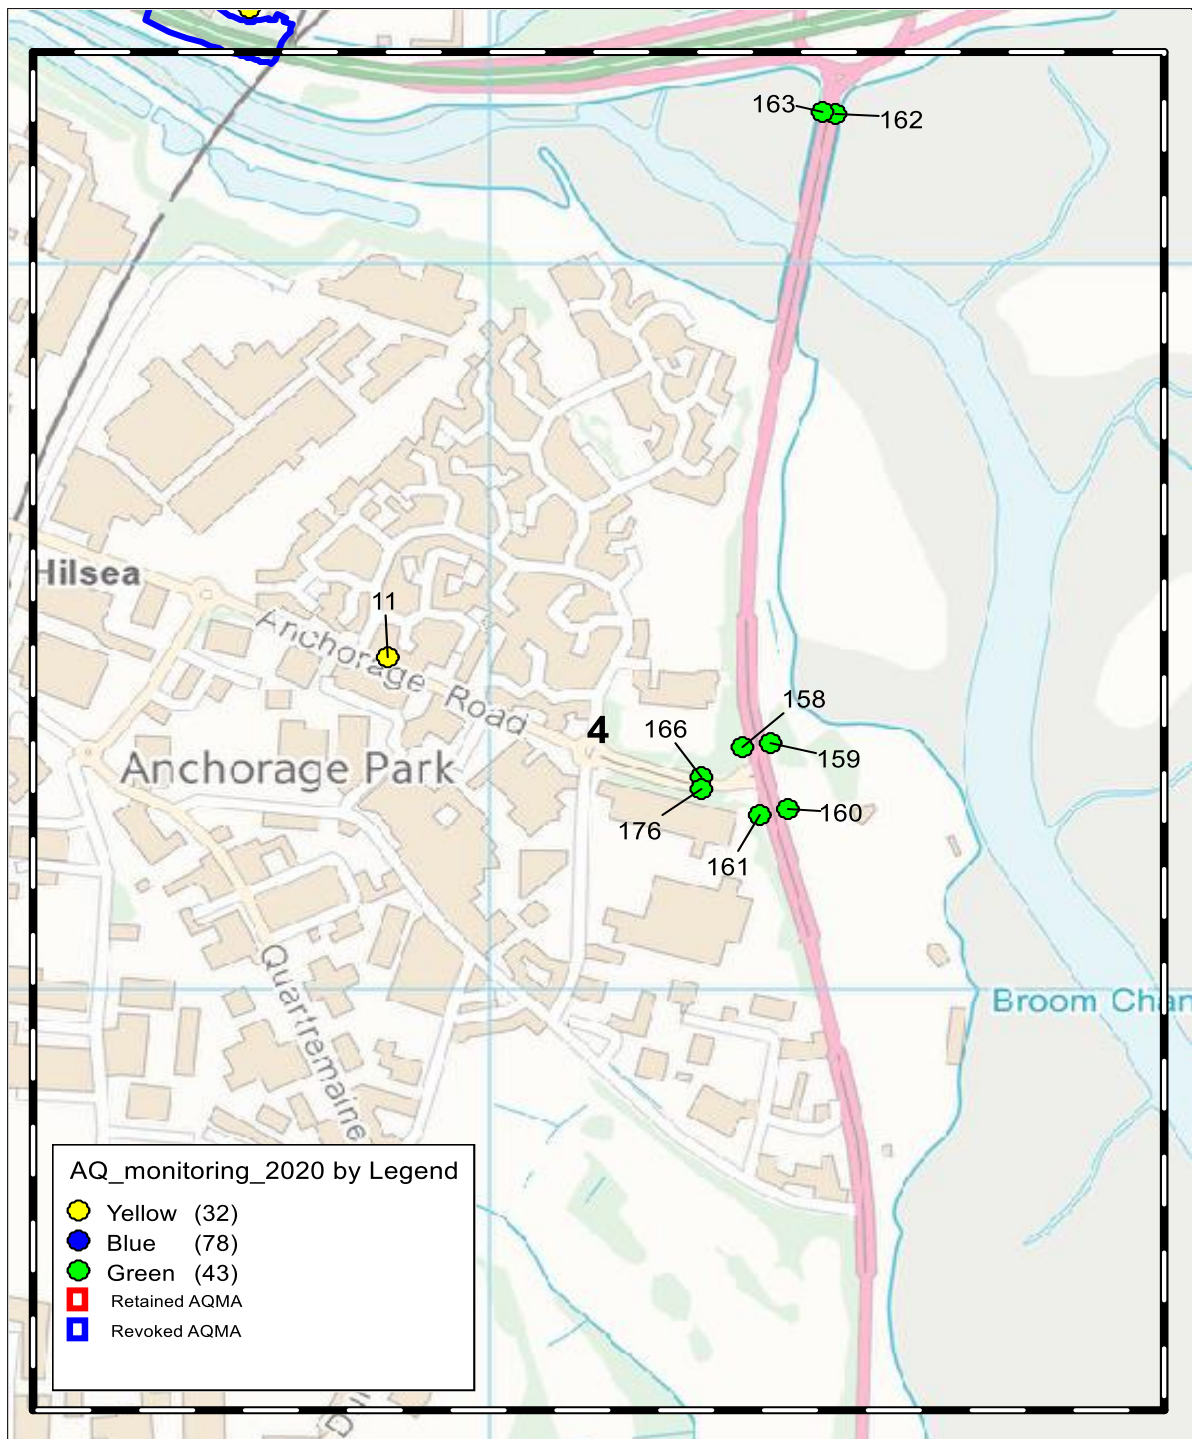 163
162
Hilsea
11
Anchorage Road
158
4
166
159
Anchorage Park
160
176
161
Quartremaine
Broom Chan
AQ_monitoring_2020 by Legend
Yellow (32)
Blue (78)
Green (43)
Retained AQMA
Revoked AQMA